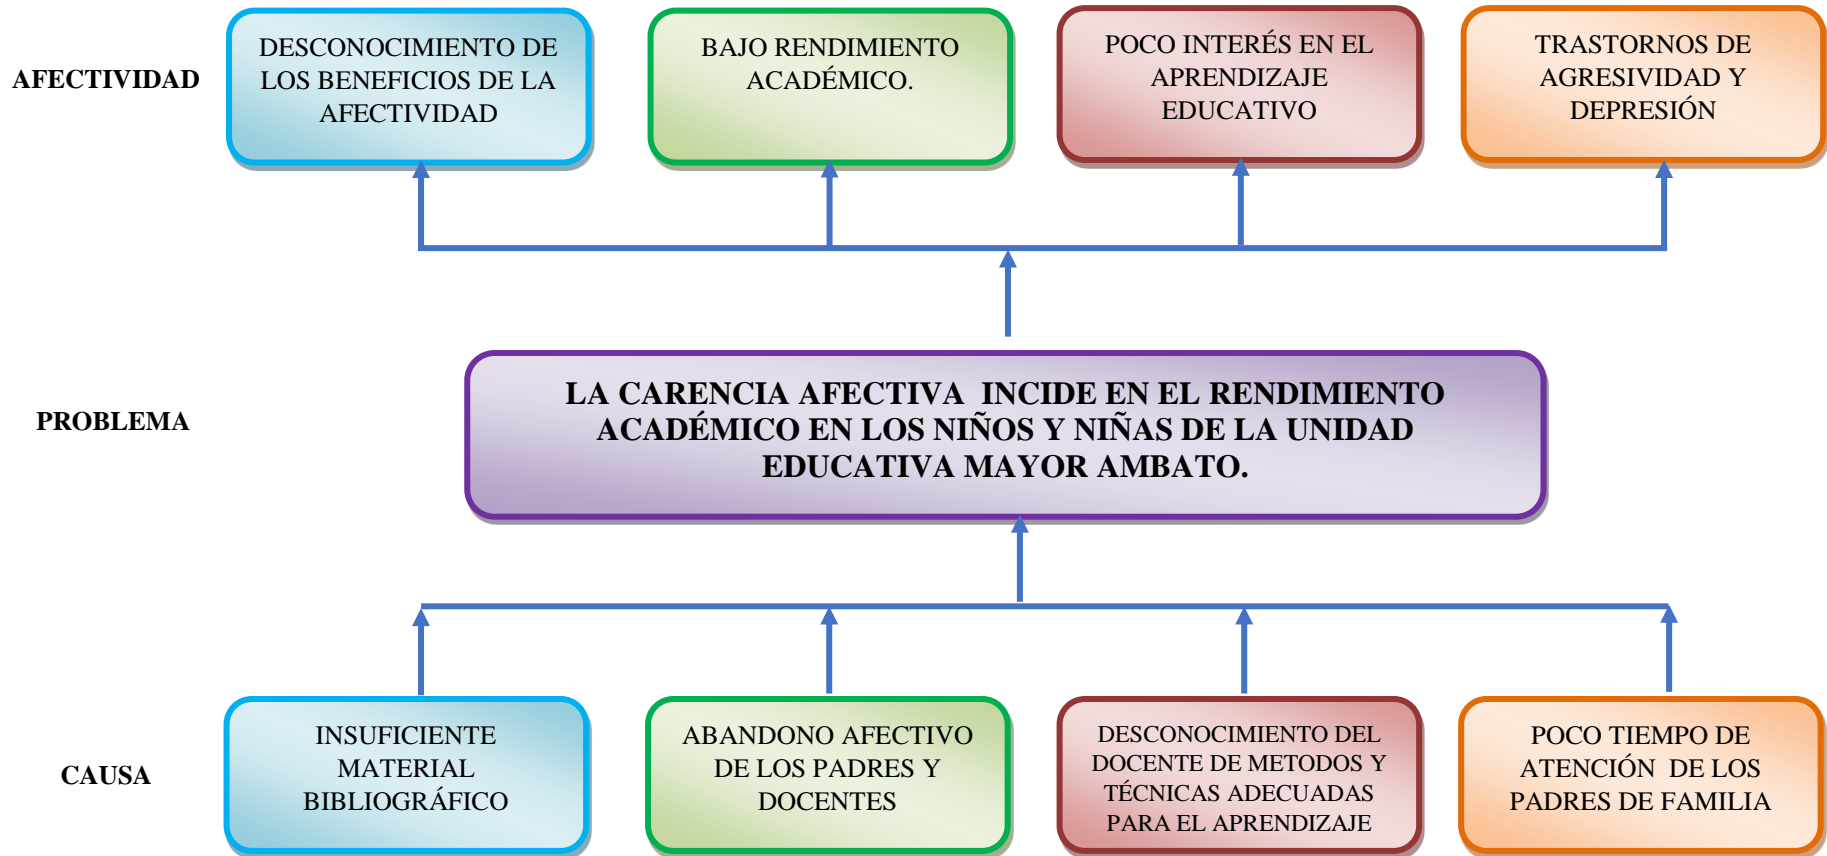 AFECTIVIDAD
DESCONOCIMIENTO DE
LOS BENEFICIOS DE LA
AFECTIVIDAD
BAJO RENDIMIENTO
ACADÉMICO.
POCO INTERÉS EN EL
APRENDIZAJE
EDUCATIVO
TRASTORNOS DE
AGRESIVIDAD Y
DEPRESIÓN
PROBLEMA
LA CARENCIA AFECTIVA  INCIDE EN EL RENDIMIENTO
ACADÉMICO EN LOS NIÑOS Y NIÑAS DE LA UNIDAD
EDUCATIVA MAYOR AMBATO.
CAUSA
INSUFICIENTE
MATERIAL
BIBLIOGRÁFICO
ABANDONO AFECTIVO
DE LOS PADRES Y
DOCENTES
DESCONOCIMIENTO DEL
DOCENTE DE METODOS Y
TÉCNICAS ADECUADAS
PARA EL APRENDIZAJE
POCO TIEMPO DE
ATENCIÓN  DE LOS
PADRES DE FAMILIA